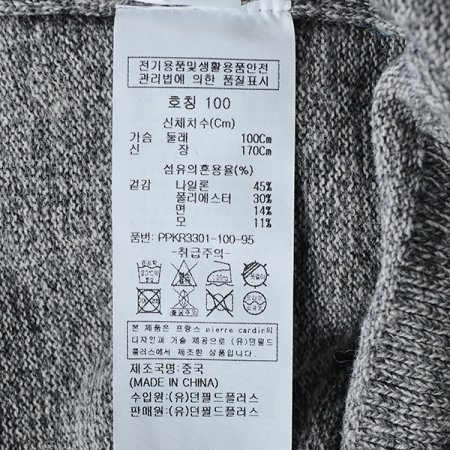 전기용품및생활용품안전
관리법에 의한 품질표시
호칭 100
신체치수(Cm)
가슴 둘레 100Cm
신 장 170Cm
섬유의혼용율(%)
겉감 나일론 45%
폴리에스터 30%
면 14%
모 11%
품번: PPKR3301-100-95
-취급주의-
본 제품은 프랑스 pierre cardin의
디자인과 기술 제공으로 (유)던필드
플러스에서 제조한 상품입니다.
제조국명:중국
(MADE IN CHINA)
수입원:(유)던필드플러스
판매원:(유)던필드플러스